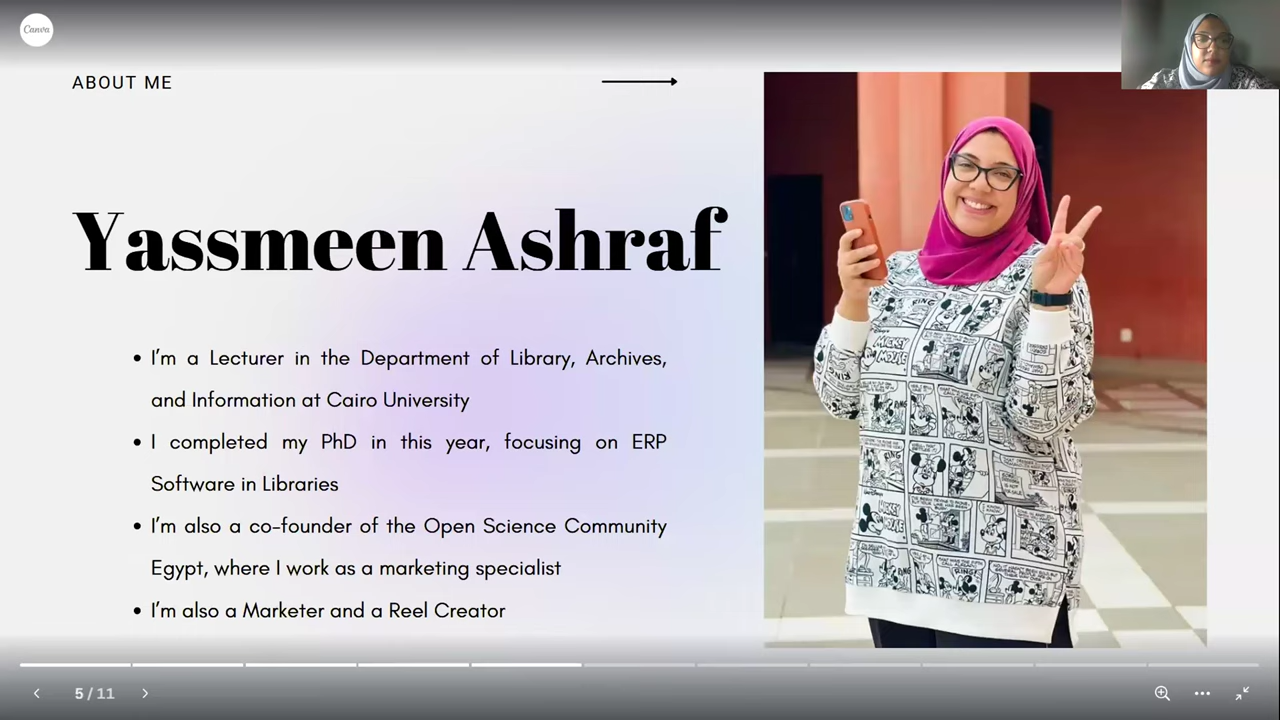 Canva
ABOUT ME
Yassmeen Ashraf
• I'm a Lecturer in the Department of Library, Archives,
and Information at Cairo University
• I completed my PhD in this year, focusing on ERP
Software in Libraries
• I'm also a co-founder of the Open Science Community
Egypt, where I work as a marketing specialist
• I'm also a Marketer and a Reel Creator
5 / 11